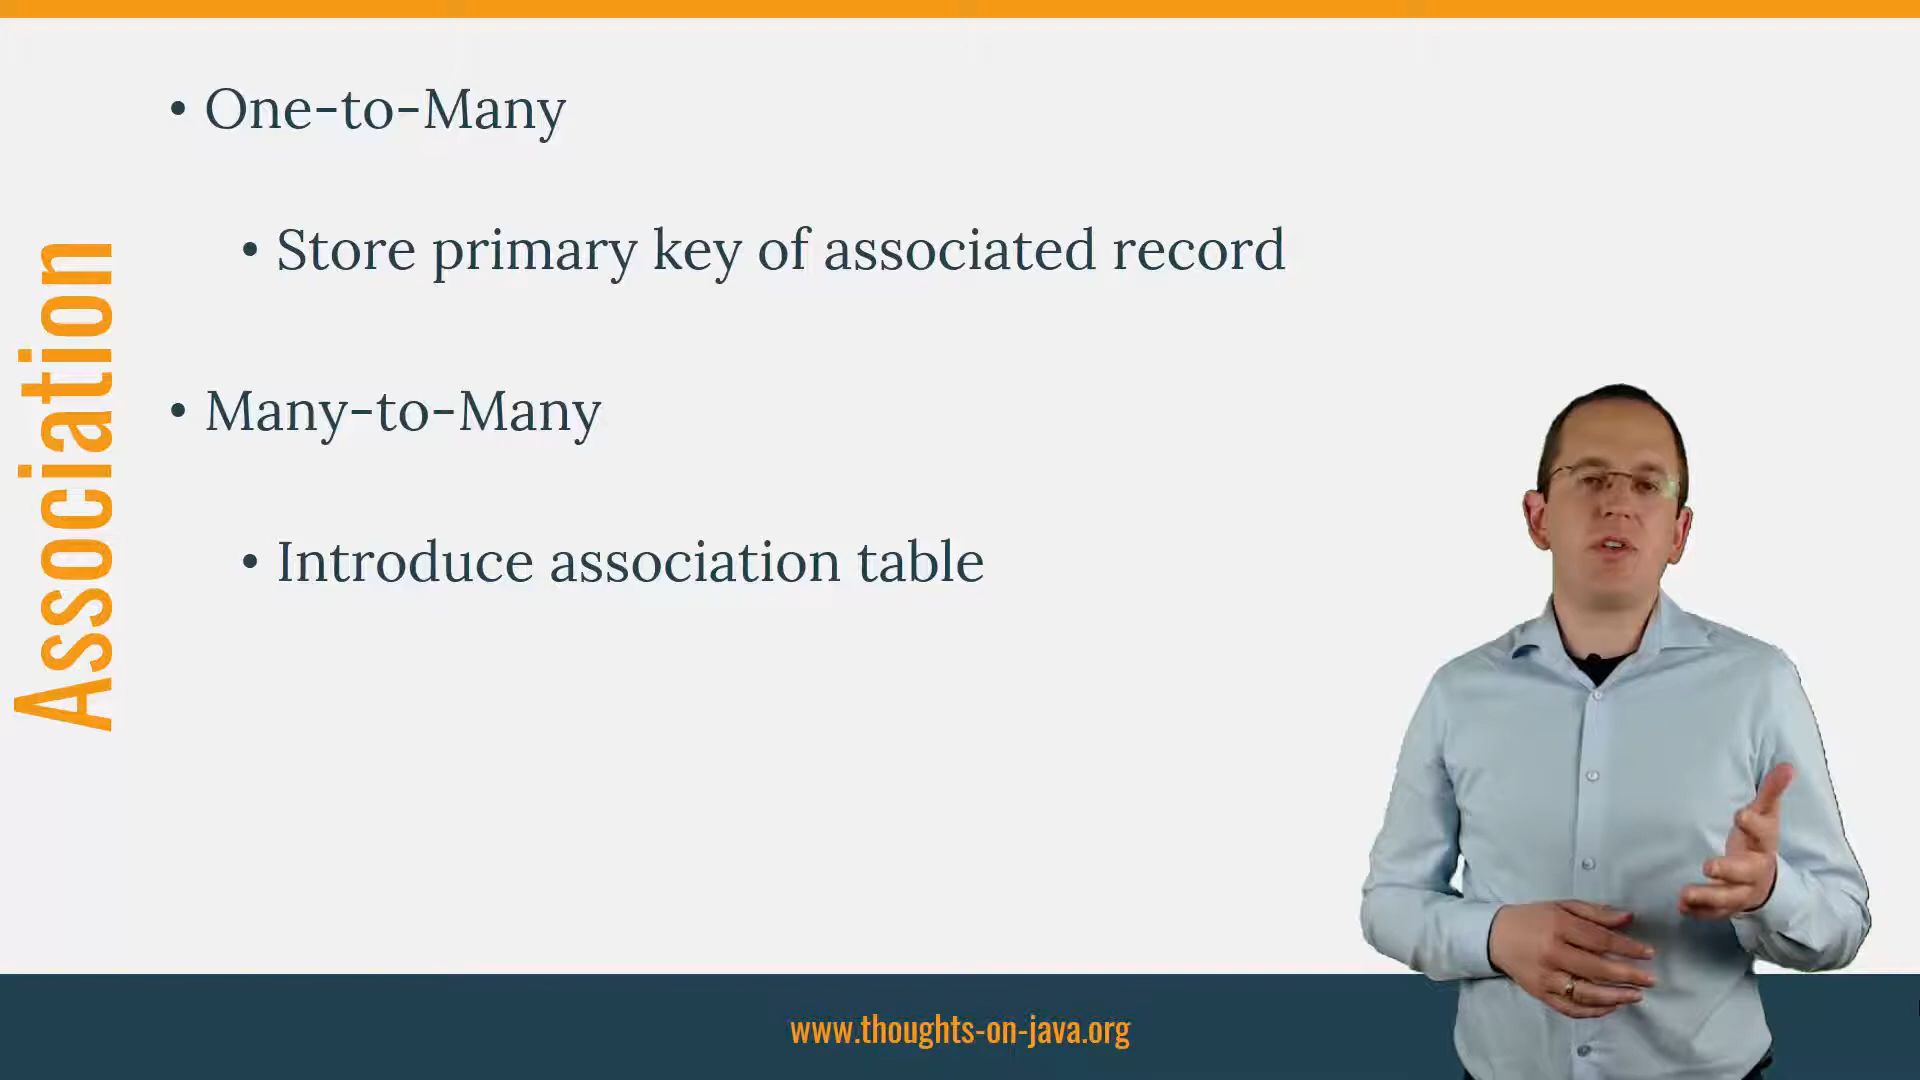 Association
• One-to-Many
• Store primary key of associated record
• Many-to-Many
• Introduce association table
www.thoughts-on-java.org